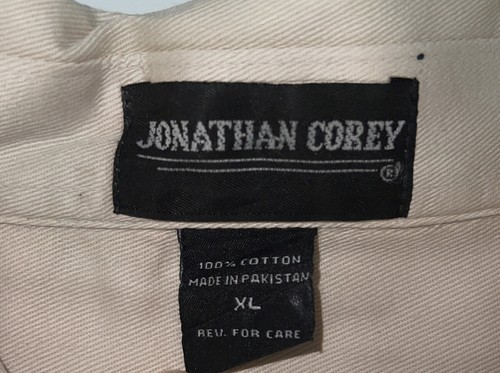 JONATHAN COREY
®
100% COTTON
MADE IN PAKISTAN
XL
REV. FOR CARE